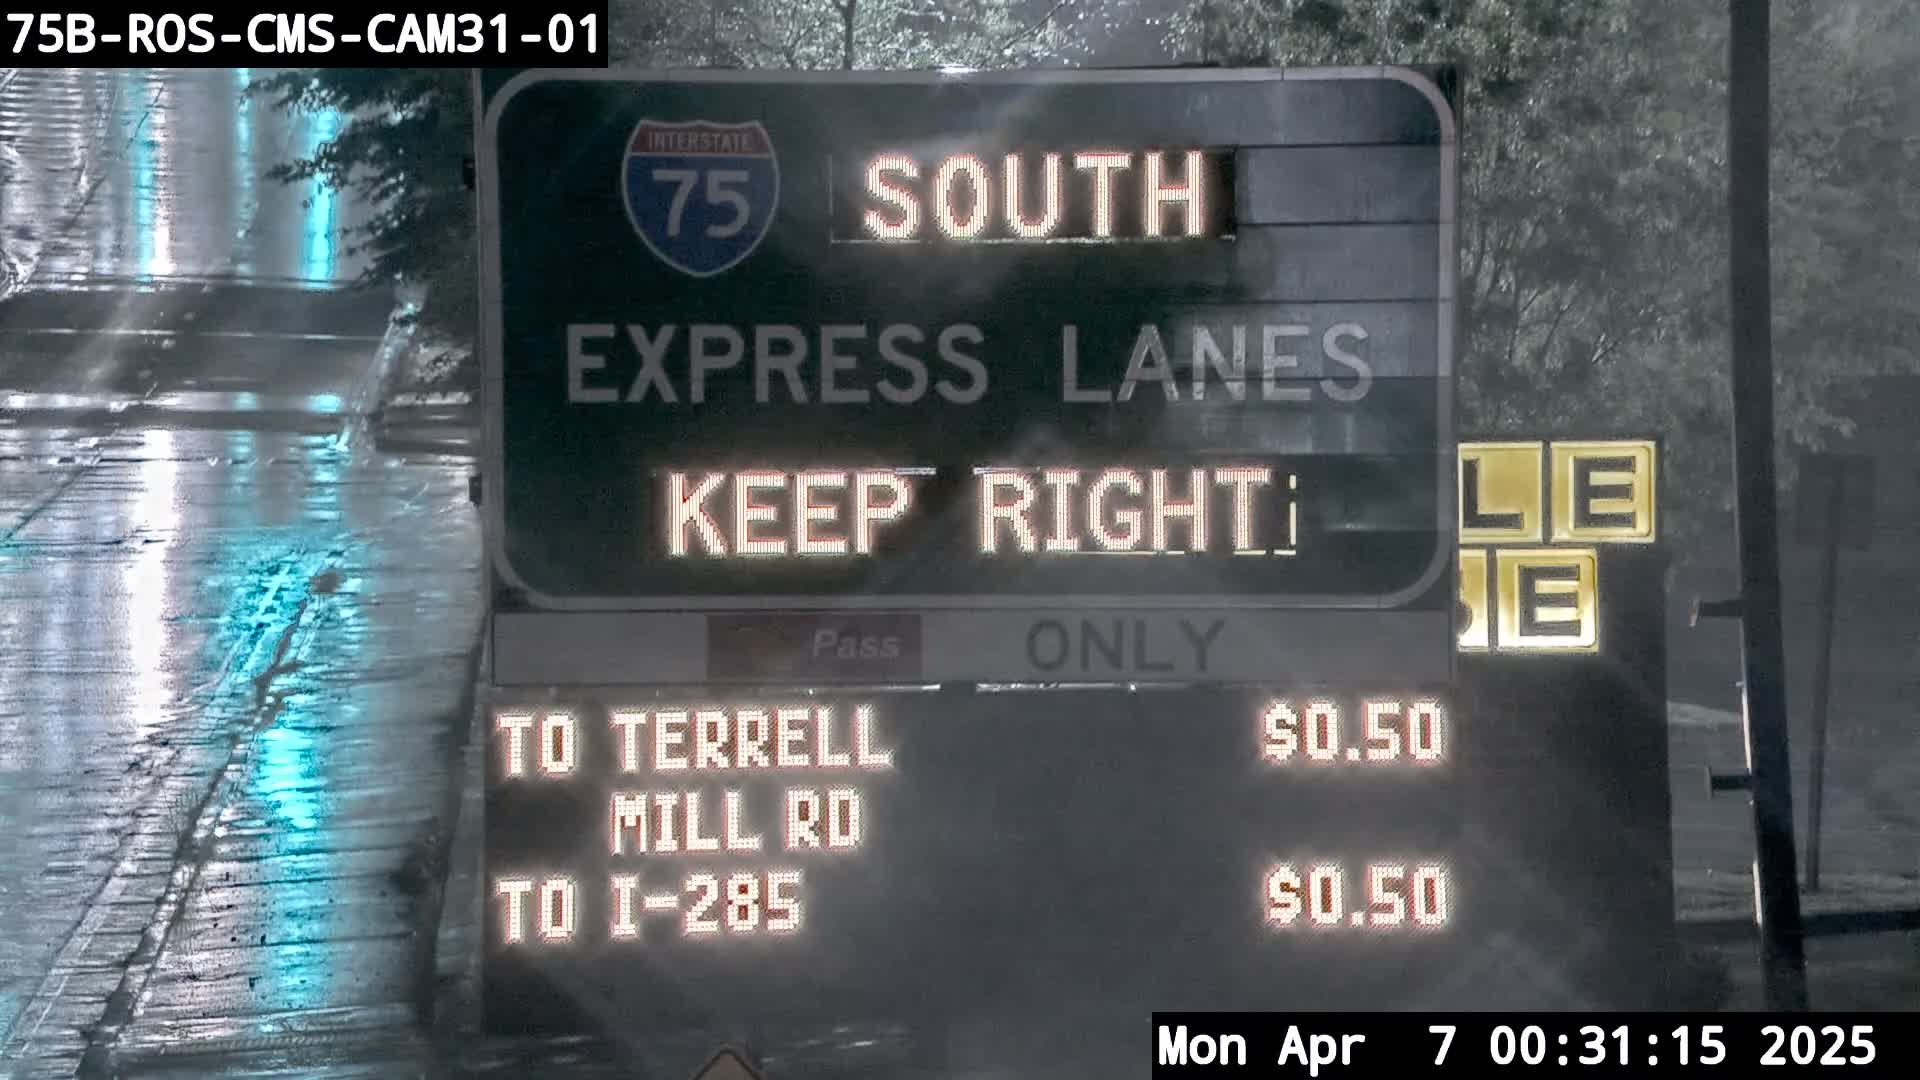 75B-ROS-CMS-CAM31-01
INTERSTATE
75
SOUTH
EXPRESS LANES
KEEP RIGHT
LE
E
Pass
ONLY
TO TERRELL $0.50
MILL RD
TO I-285 $0.50
Mon Apr 7 00:31:15 2025